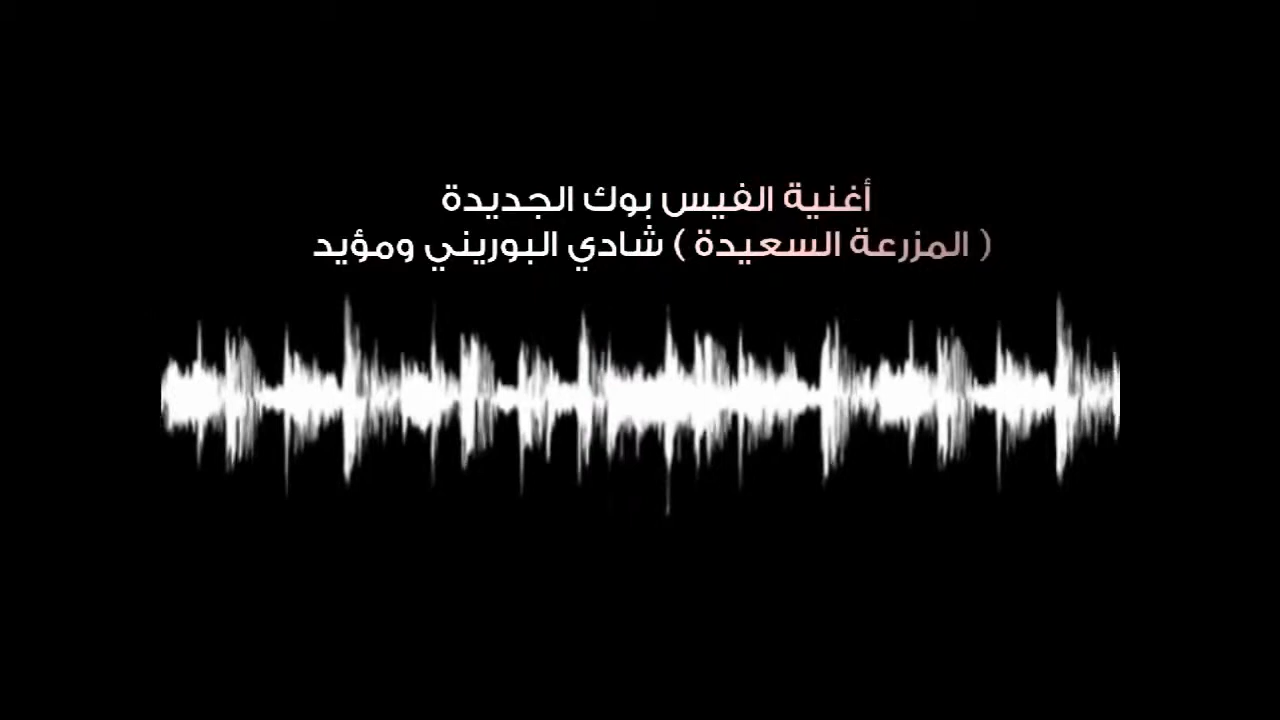 أغنية الفيس بوك الجديدة
( المزرعة السعيدة ) شادي البوريني ومؤيد